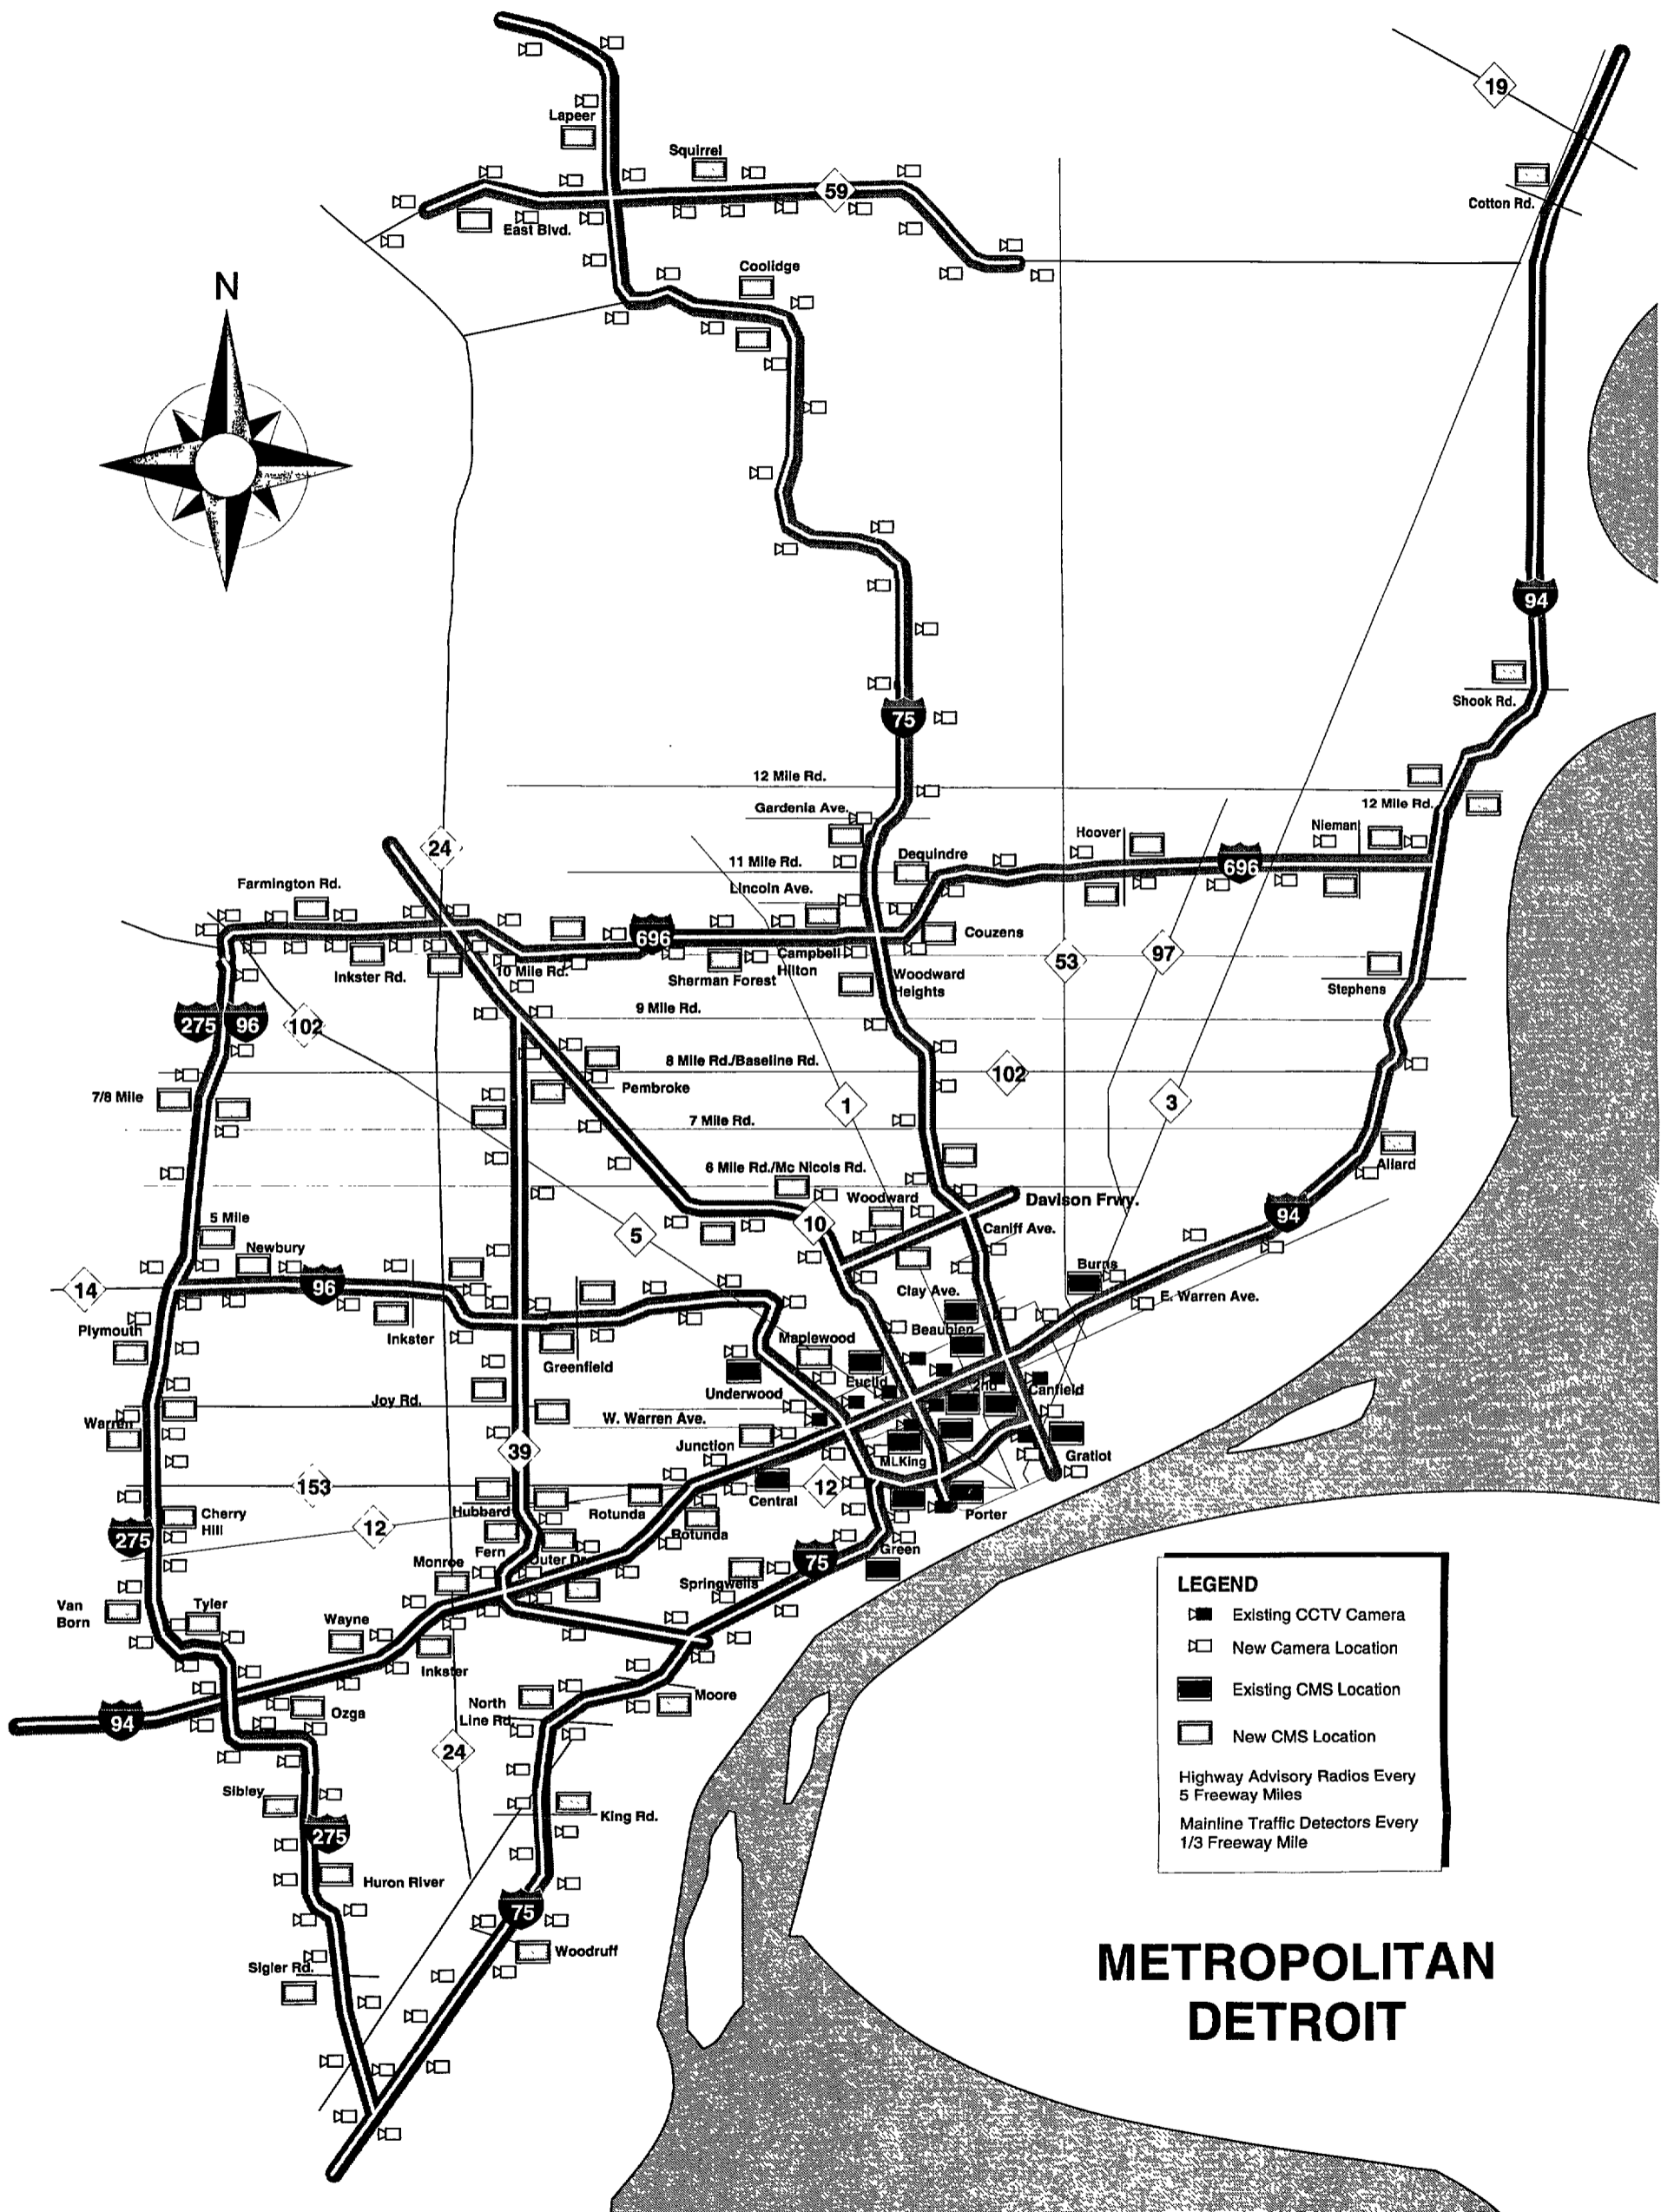 19
Lapeer
Squirrel
59
Cotton Rd.
East Blvd.
N
Coolidge
94
Shook Rd.
75
12 Mile Rd.
12 Mile Rd.
Gardenia Ave.
Hoover
Nieman
24
11 Mile Rd.
Dequindre
696
Farmington Rd.
Lincoln Ave.
696
Couzens
Campbell
Hilton
53
97
10 Mile Rd.
Inkster Rd.
Sherman Forest
Woodward
Heights
Stephens
275
96
102
9 Mile Rd.
8 Mile Rd./Baseline Rd.
102
Pembroke
7/8 Mile
1
3
7 Mile Rd.
6 Mile Rd./Mc Nicols Rd.
Allard
Woodward
Davison Frwy.
5 Mile
10
94
Caniff Ave.
5
Newbury
14
96
Burns
Clay Ave.
E. Warren Ave.
Plymouth
Inkster
Beaubien
Maplewood
Greenfield
Euclid
Underwood
Canfield
Joy Rd.
Warren
W. Warren Ave.
Junction
39
MLKing
Gratiot
153
Central
12
Cherry
Hill
Hubbard
Rotunda
Porter
275
12
Rotunda
Fern
Outer Dr.
Monroe
75
Green
Springwells
LEGEND
Van
Born
Tyler
Wayne
Existing CCTV Camera
New Camera Location
Inkster
Existing CMS Location
North
Line Rd.
Moore
94
Ozga
New CMS Location
24
Highway Advisory Radios Every
5 Freeway Miles
Sibley
King Rd.
Mainline Traffic Detectors Every
1/3 Freeway Mile
275
Huron River
75
Woodruff
Sigler Rd.
METROPOLITAN
DETROIT